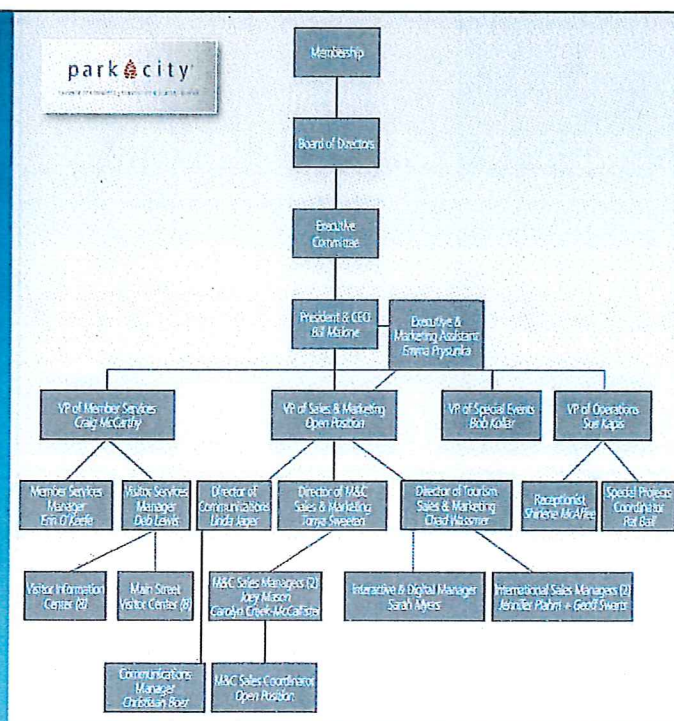 park city
Membership
Board of Directors
Executive
Committee
President & CEO
Bill Malone
Executive &
Marketing Assistant
Emma Prysunka
VP of Member Services
Craig McCarthy
VP of Sales & Marketing
Open Position
VP of Special Events
Bob Kollar
VP of Operations
Sue Kapis
Member Services
Manager
Erin O'Keefe
Visitor Services
Manager
Deb Lewis
Director of
Communications
Linda Jager
Director of M&C
Sales & Marketing
Tonya Sweeten
Director of Tourism
Sales & Marketing
Chad Wassmer
Receptionist
Shirlene McAffee
Special Projects
Coordinator
Pat Ball
Visitor Information
Center (8)
Main Street
Visitor Center (8)
M&C Sales Managers (2)
Joey Mason
Carolyn Creek-McCallister
Interactive & Digital Manager
Sarah Myers
International Sales Managers (2)
Jennifer Plahm + Geoff Swarts
Communications
Manager
Christiaan Boer
M&C Sales Coordinator
Open Position